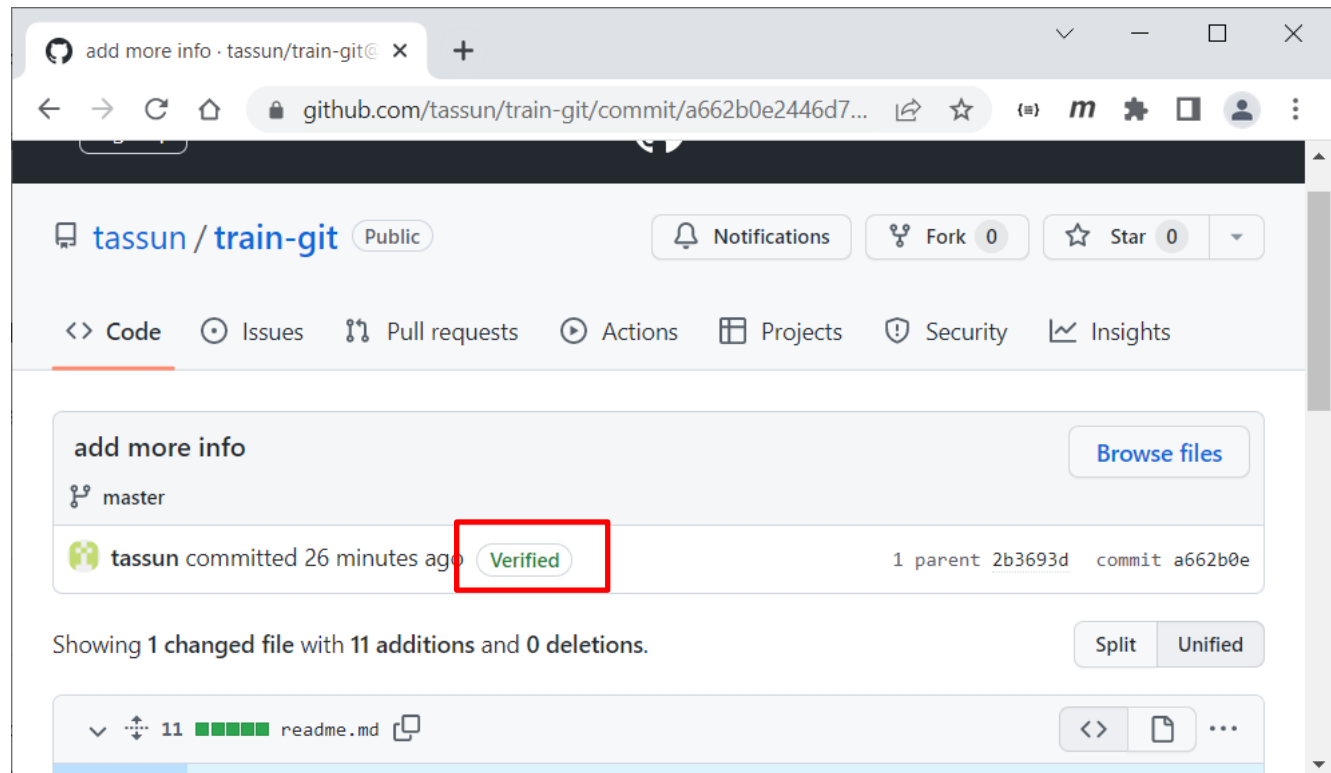 add more info · tassun/train-git@
github.com/tassun/train-git/commit/a662b0e2446d7...
tassun / train-git Public
Notifications Fork 0 Star 0
<> Code Issues Pull requests Actions Projects Security Insights
add more info
Browse files
master
tassun committed 26 minutes ago Verified
1 parent 2b3693d commit a662b0e
Showing 1 changed file with 11 additions and 0 deletions.
Split Unified
11 readme.md